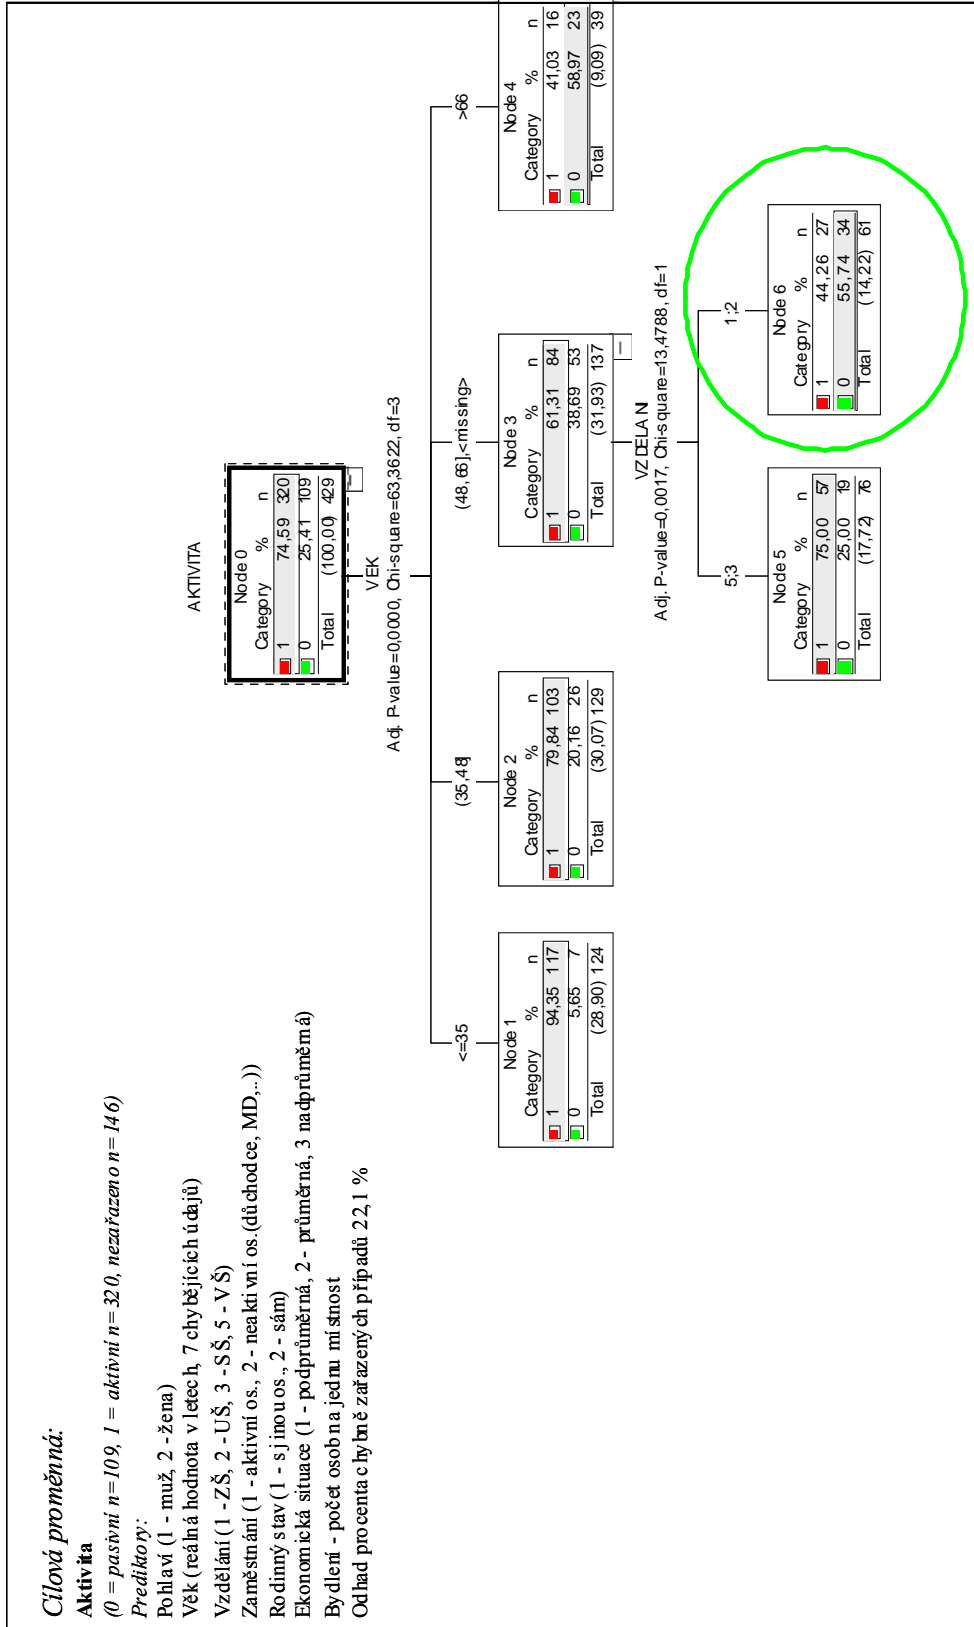 Cílová proměnná:
Aktivita
(0 = pasivní n=109, 1 = aktivní n=320, nezařazeno n=146)
Prediktory:
Pohlaví (1 - muž, 2 - žena)
Věk (reálná hodnota v letech, 7 chybějících údajů)
Vzdělání (1 - ZŠ, 2 - UŠ, 3 - SŠ, 5 - VŠ)
Zaměstnání (1 - aktivní os., 2 - neaktivní os.(důchodce, MD,..))
Rodinný stav (1 - s jinou os., 2 - sám)
Ekonomická situace (1 - podprůměrná, 2 - průměrná, 3 nadprůměrná)
Bydlení - počet osob na jednu místnost
Odhad procenta chybně zařazených případů 22,1 %
AKTIVITA
Node 0
Category % n
1 74,59 320
0 25,41 109
Total (100,00) 429
VEK
Adj. P-value=0,0000, Chi-square=63,3622, df=3
<=35
Node 1
Category % n
1 94,35 117
0 5,65 7
Total (28,90) 124
(35,48]
Node 2
Category % n
1 79,84 103
0 20,16 26
Total (30,07) 129
(48,66],<missing>
Node 3
Category % n
1 61,31 84
0 38,69 53
Total (31,93) 137
>66
Node 4
Category % n
1 41,03 16
0 58,97 23
Total (9,09) 39
VZDELAN
Adj. P-value=0,0017, Chi-square=13,4788, df=1
5;3
Node 5
Category % n
1 75,00 57
0 25,00 19
Total (17,72) 76
1;2
Node 6
Category % n
1 44,26 27
0 55,74 34
Total (14,22) 61